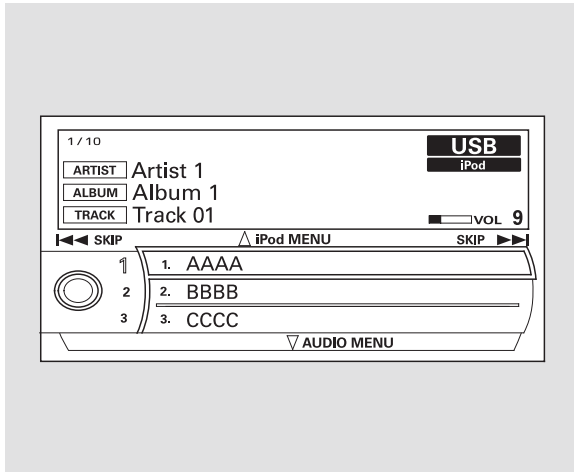 1/10
USB
iPod
ARTIST Artist 1
ALBUM Album 1
TRACK Track 01
VOL 9
SKIP iPod MENU SKIP
1 1. AAAA
2 2. BBBB
3 3. CCCC
AUDIO MENU